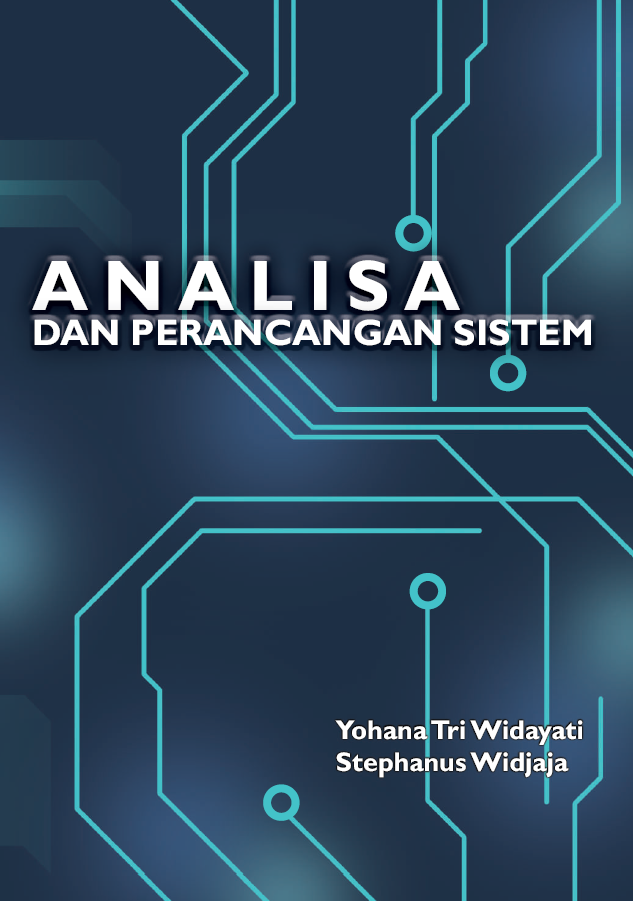 ANALISA
DAN PERANCANGAN SISTEM
Yohana Tri Widayati
Stephanus Widjaja